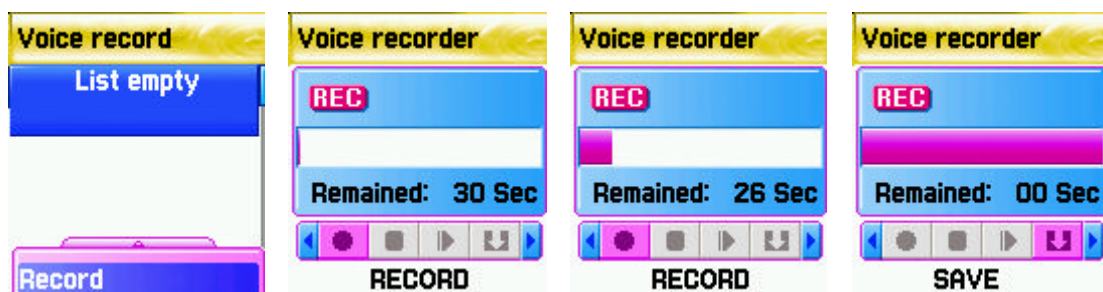 Voice record
List empty
Record
Voice recorder
REC
Remained: 30 Sec
RECORD
Voice recorder
REC
Remained: 26 Sec
RECORD
Voice recorder
REC
Remained: 00 Sec
SAVE